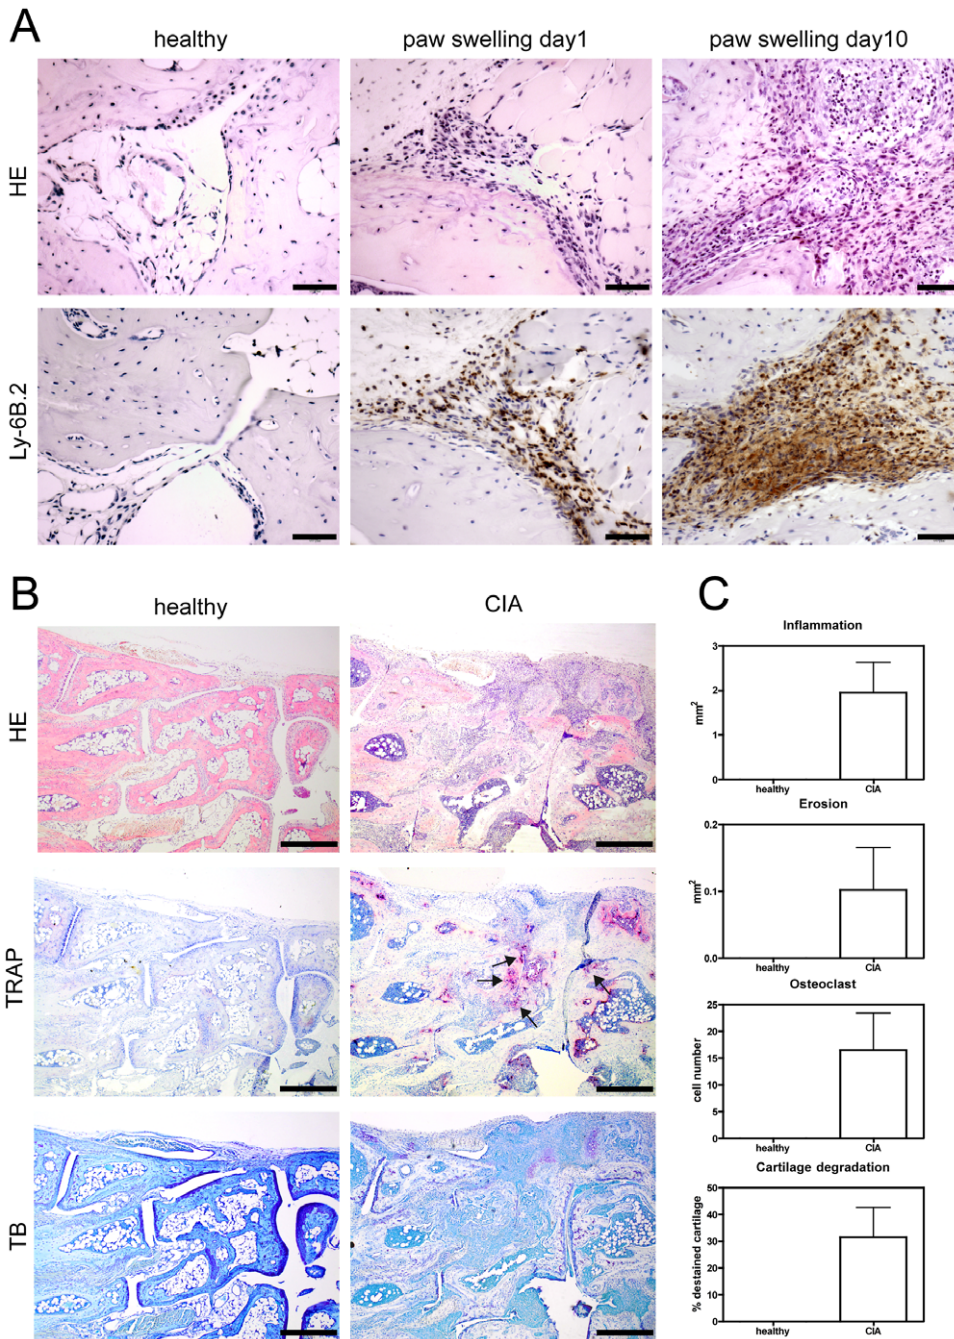 A
healthy
paw swelling day1
paw swelling day10
HE
Ly-6B.2
B
healthy
CIA
HE
TRAP
TB
C
Inflammation
3
2
1
0
mm²
healthy
CIA
Erosion
0.2
0.1
0.0
mm²
healthy
CIA
Osteoclast
25
20
15
10
5
0
cell number
healthy
CIA
Cartilage degradation
50
40
30
20
10
0
% destained cartilage
healthy
CIA